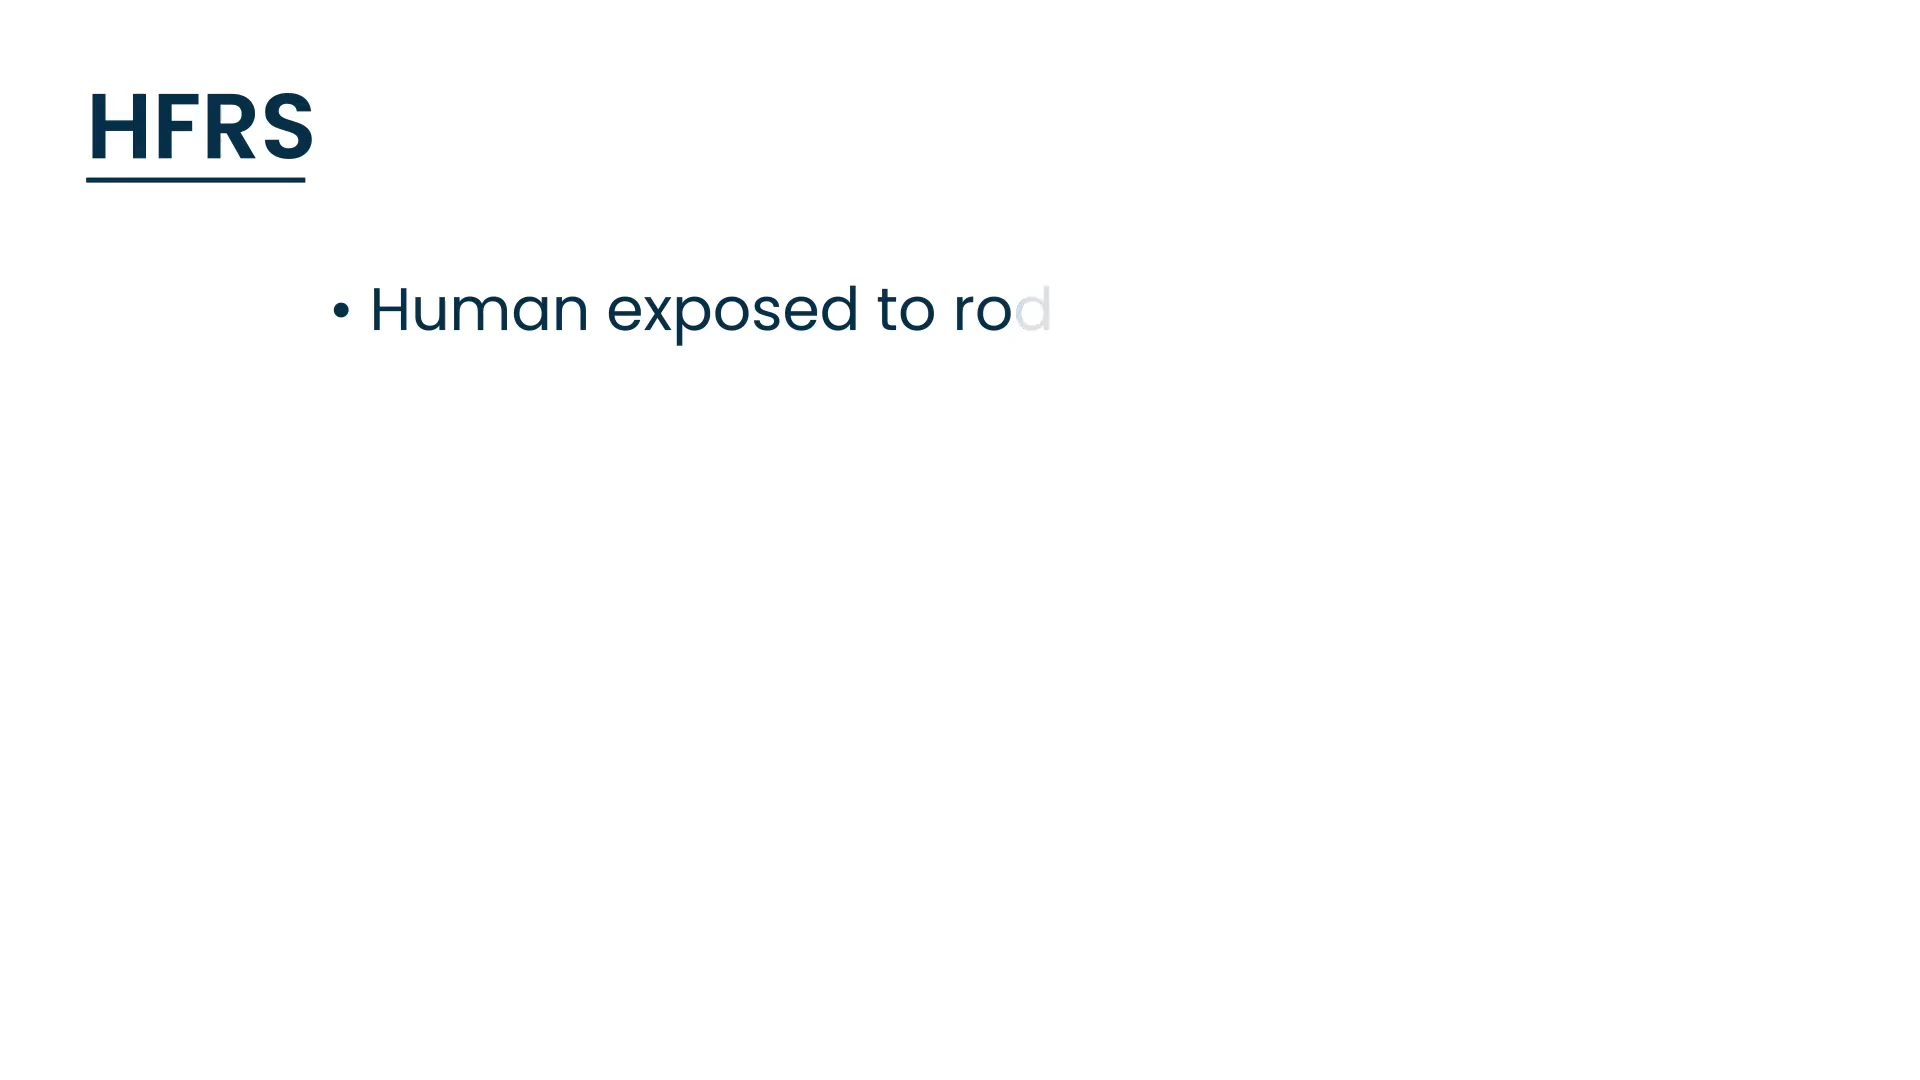 HFRS
• Human exposed to rod